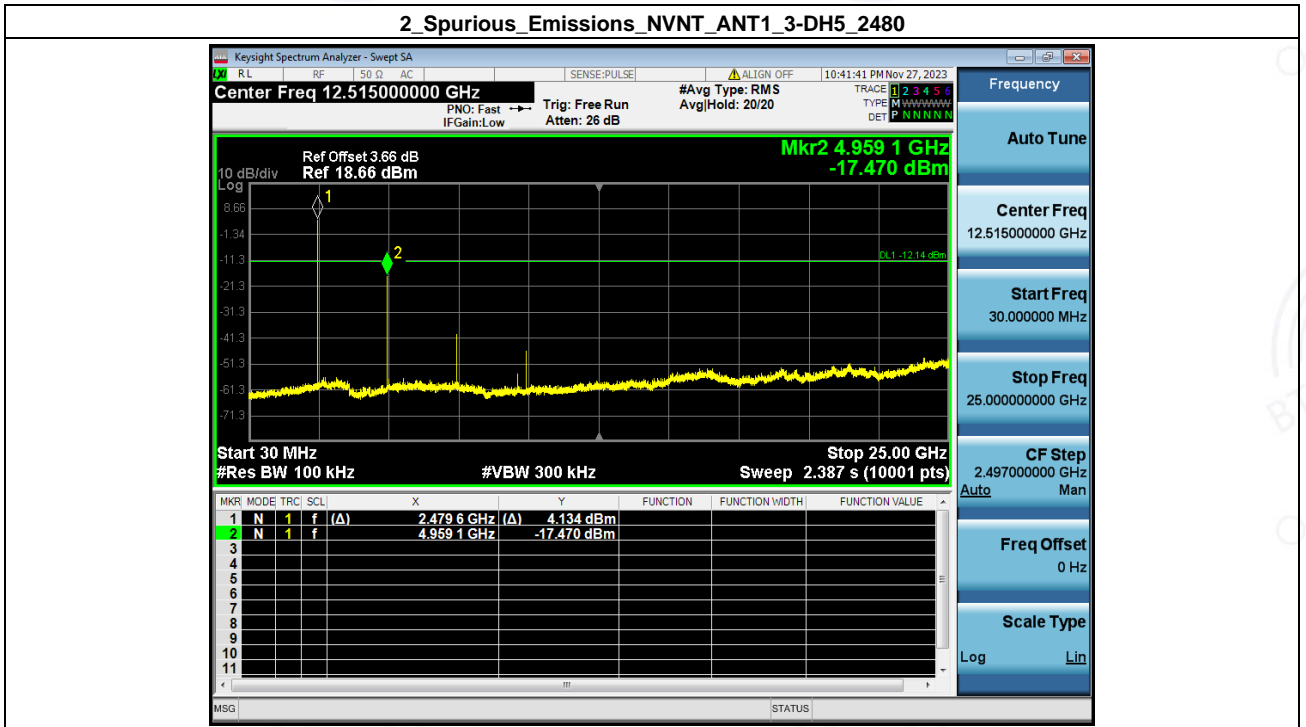 2_Spurious_Emissions_NVNT_ANT1_3-DH5_2480
Keysight Spectrum Analyzer - Swept SA
LXI RL RF 50 Ω AC SENSE:PULSE ALIGN OFF 10:41:41 PM Nov 27, 2023
Center Freq 12.515000000 GHz
PNO: Fast
IFGain:Low
Trig: Free Run
Atten: 26 dB
#Avg Type: RMS
Avg|Hold: 20/20
TRACE 1 2 3 4 5 6
TYPE M WWWWW
DET P N N N N N
Mkr2 4.959 1 GHz
-17.470 dBm
Ref Offset 3.66 dB
10 dB/div Ref 18.66 dBm
Log
8.66
-1.34
-11.3
-21.3
-31.3
-41.3
-51.3
-61.3
-71.3
1
2
DL1 -12.14 dBm
Start 30 MHz Stop 25.00 GHz
#Res BW 100 kHz #VBW 300 kHz Sweep 2.387 s (10001 pts)
MKR MODE TRC SCL X Y FUNCTION FUNCTION WIDTH FUNCTION VALUE
1 N 1 f (Δ) 2.479 6 GHz (Δ) 4.134 dBm
2 N 1 f 4.959 1 GHz -17.470 dBm
3
4
5
6
7
8
9
10
11
MSG STATUS
Frequency
Auto Tune
Center Freq
12.515000000 GHz
Start Freq
30.000000 MHz
Stop Freq
25.000000000 GHz
CF Step
2.497000000 GHz
Auto Man
Freq Offset
0 Hz
Scale Type
Log Lin